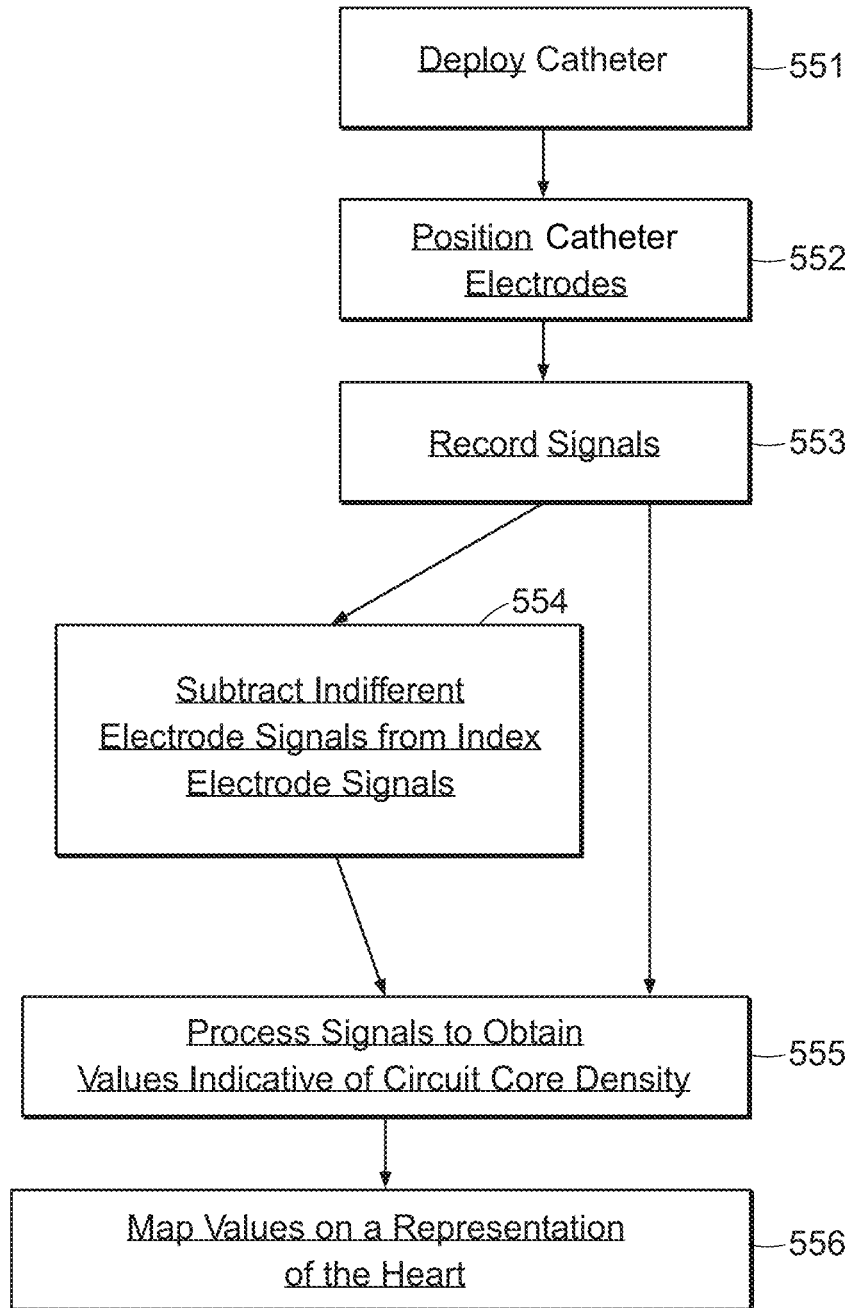 Deploy Catheter
551
Position Catheter
Electrodes
552
Record Signals
553
554
Subtract Indifferent
Electrode Signals from Index
Electrode Signals
Process Signals to Obtain
Values Indicative of Circuit Core Density
555
Map Values on a Representation
of the Heart
556